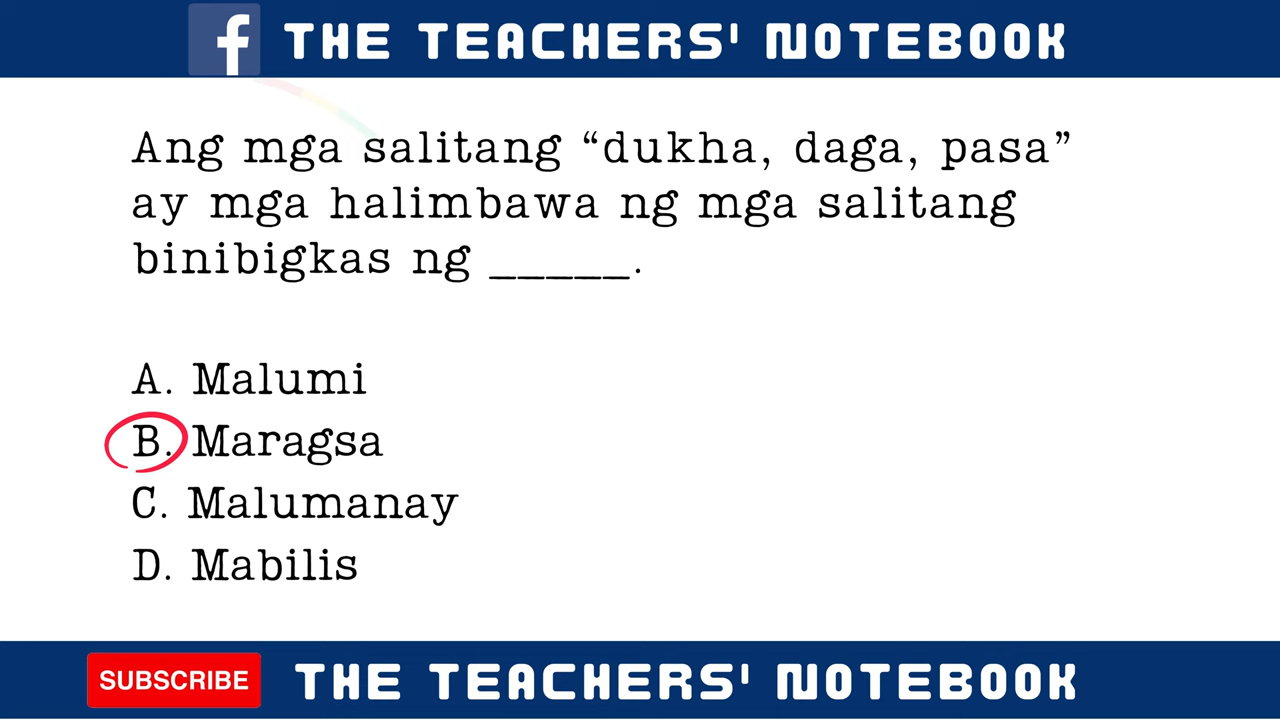 f THE TEACHERS' NOTEBOOK
Ang mga salitang “dukha, daga, pasa”
ay mga halimbawa ng mga salitang
binibigkas ng _____.
A. Malumi
B. Maragsa
C. Malumanay
D. Mabilis
SUBSCRIBE THE TEACHERS' NOTEBOOK